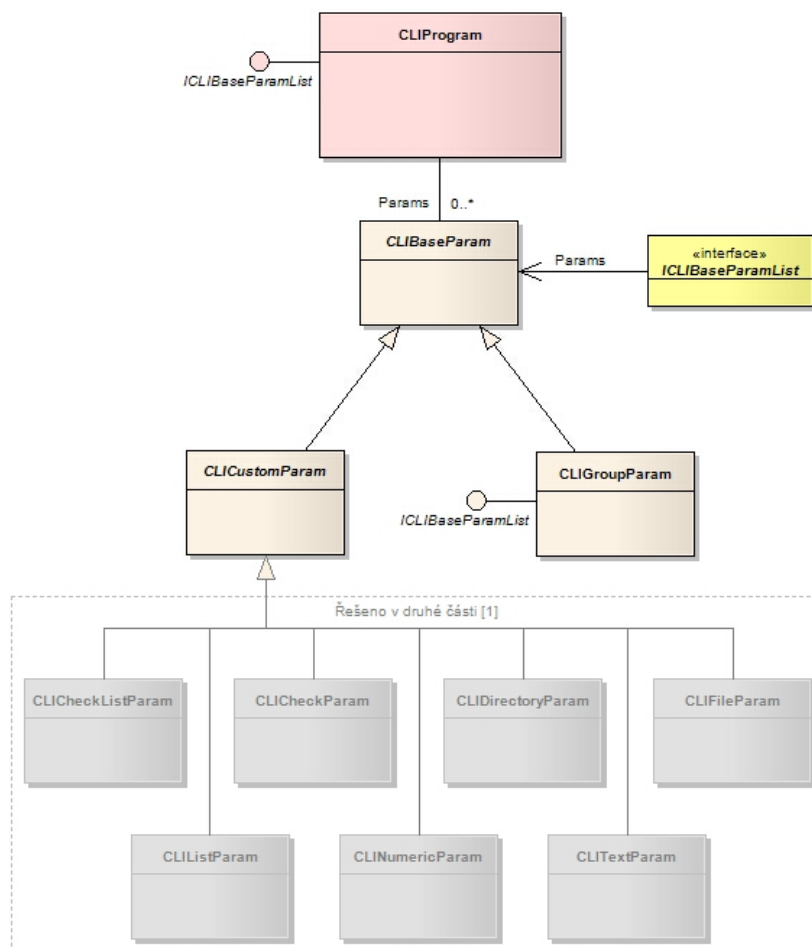 CLIProgram
ICLIBaseParamList
Params 0..*
CLIBaseParam
Params
«interface»
ICLIBaseParamList
CLICustomParam
CLIGroupParam
ICLIBaseParamList
Řešeno v druhé části [1]
CLICheckListParam
CLICheckParam
CLIDirectoryParam
CLIFileParam
CLIListParam
CLINumericParam
CLITextParam